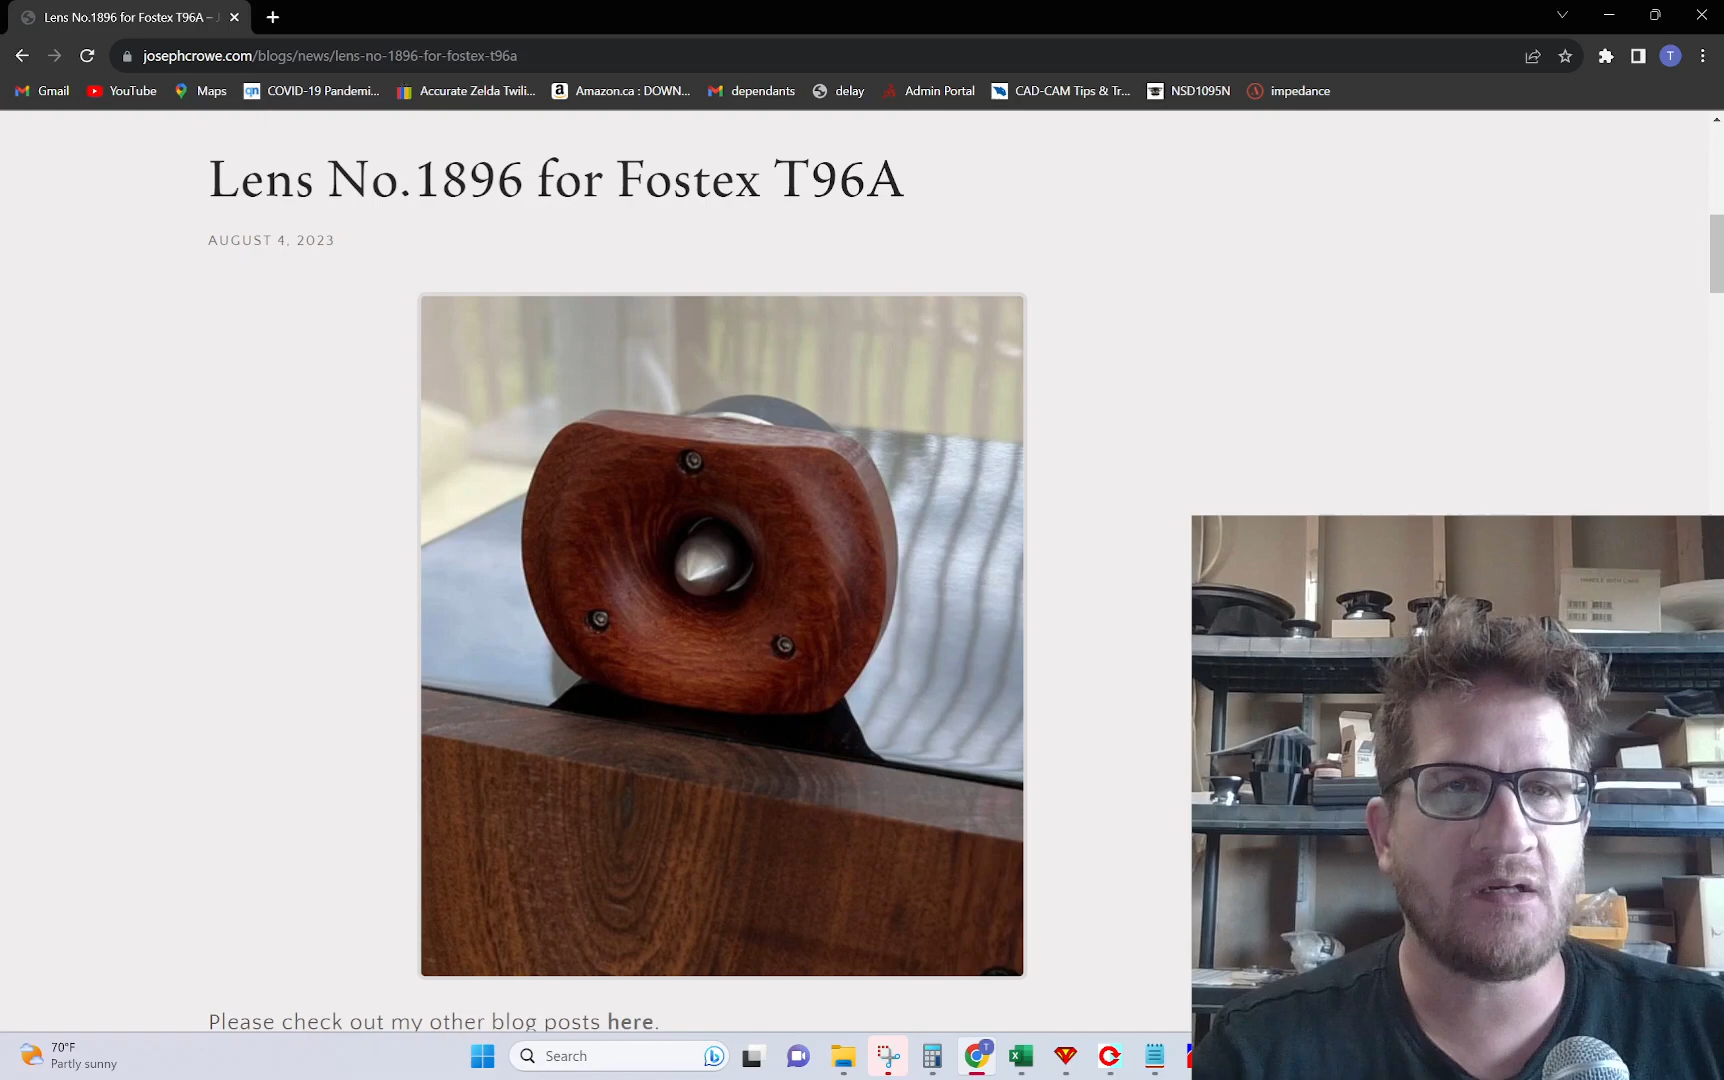 Lens No.1896 for Fostex T96A – J
josephcrowe.com/blogs/news/lens-no-1896-for-fostex-t96a
T
Gmail
YouTube
Maps
COVID-19 Pandemi...
Accurate Zelda Twili...
Amazon.ca : DOWN...
dependants
delay
Admin Portal
CAD-CAM Tips & Tr...
NSD1095N
impedance
Lens No.1896 for Fostex T96A
AUGUST 4, 2023
HANDLE WITH CARE
Please check out my other blog posts here.
70°F
Partly sunny
Search